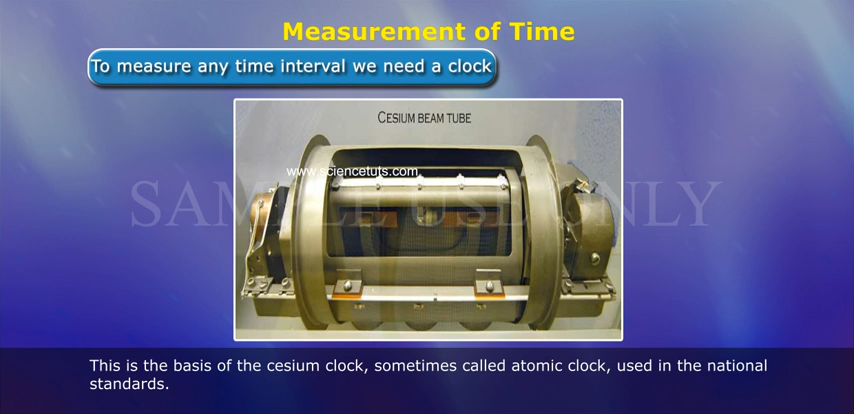 Measurement of Time
To measure any time interval we need a clock
CESIUM BEAM TUBE
www.sciencetuts.com
SAMPLE USE ONLY
This is the basis of the cesium clock, sometimes called atomic clock, used in the national
standards.